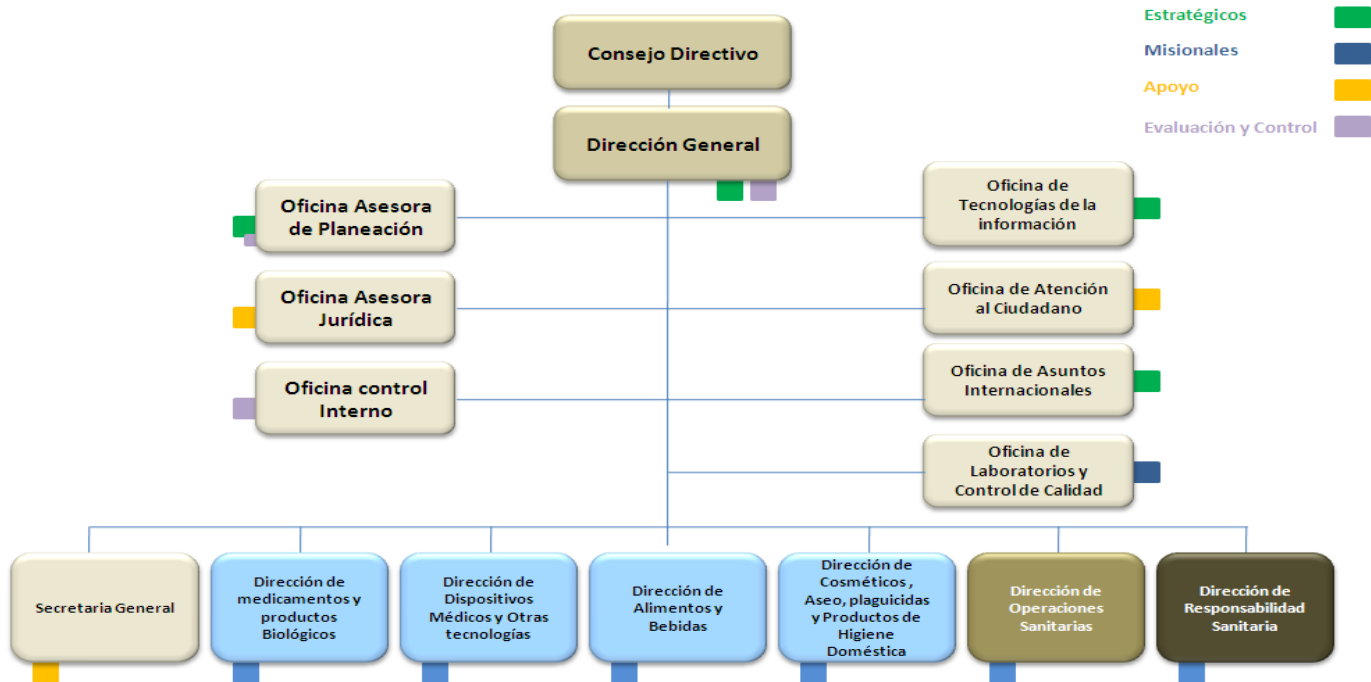 Estratégicos
Misionales
Apoyo
Evaluación y Control
Consejo Directivo
Dirección General
Oficina Asesora
de Planeación
Oficina de
Tecnologías de la
información
Oficina Asesora
Jurídica
Oficina de Atención
al Ciudadano
Oficina control
Interno
Oficina de Asuntos
Internacionales
Oficina de
Laboratorios y
Control de Calidad
Secretaria General
Dirección de
medicamentos y
productos
Biológicos
Dirección de
Dispositivos
Médicos y Otras
tecnologías
Dirección de
Alimentos y
Bebidas
Dirección de
Cosméticos ,
Aseo, plaguicidas
y Productos de
Higiene
Doméstica
Dirección de
Operaciones
Sanitarias
Dirección de
Responsabilidad
Sanitaria